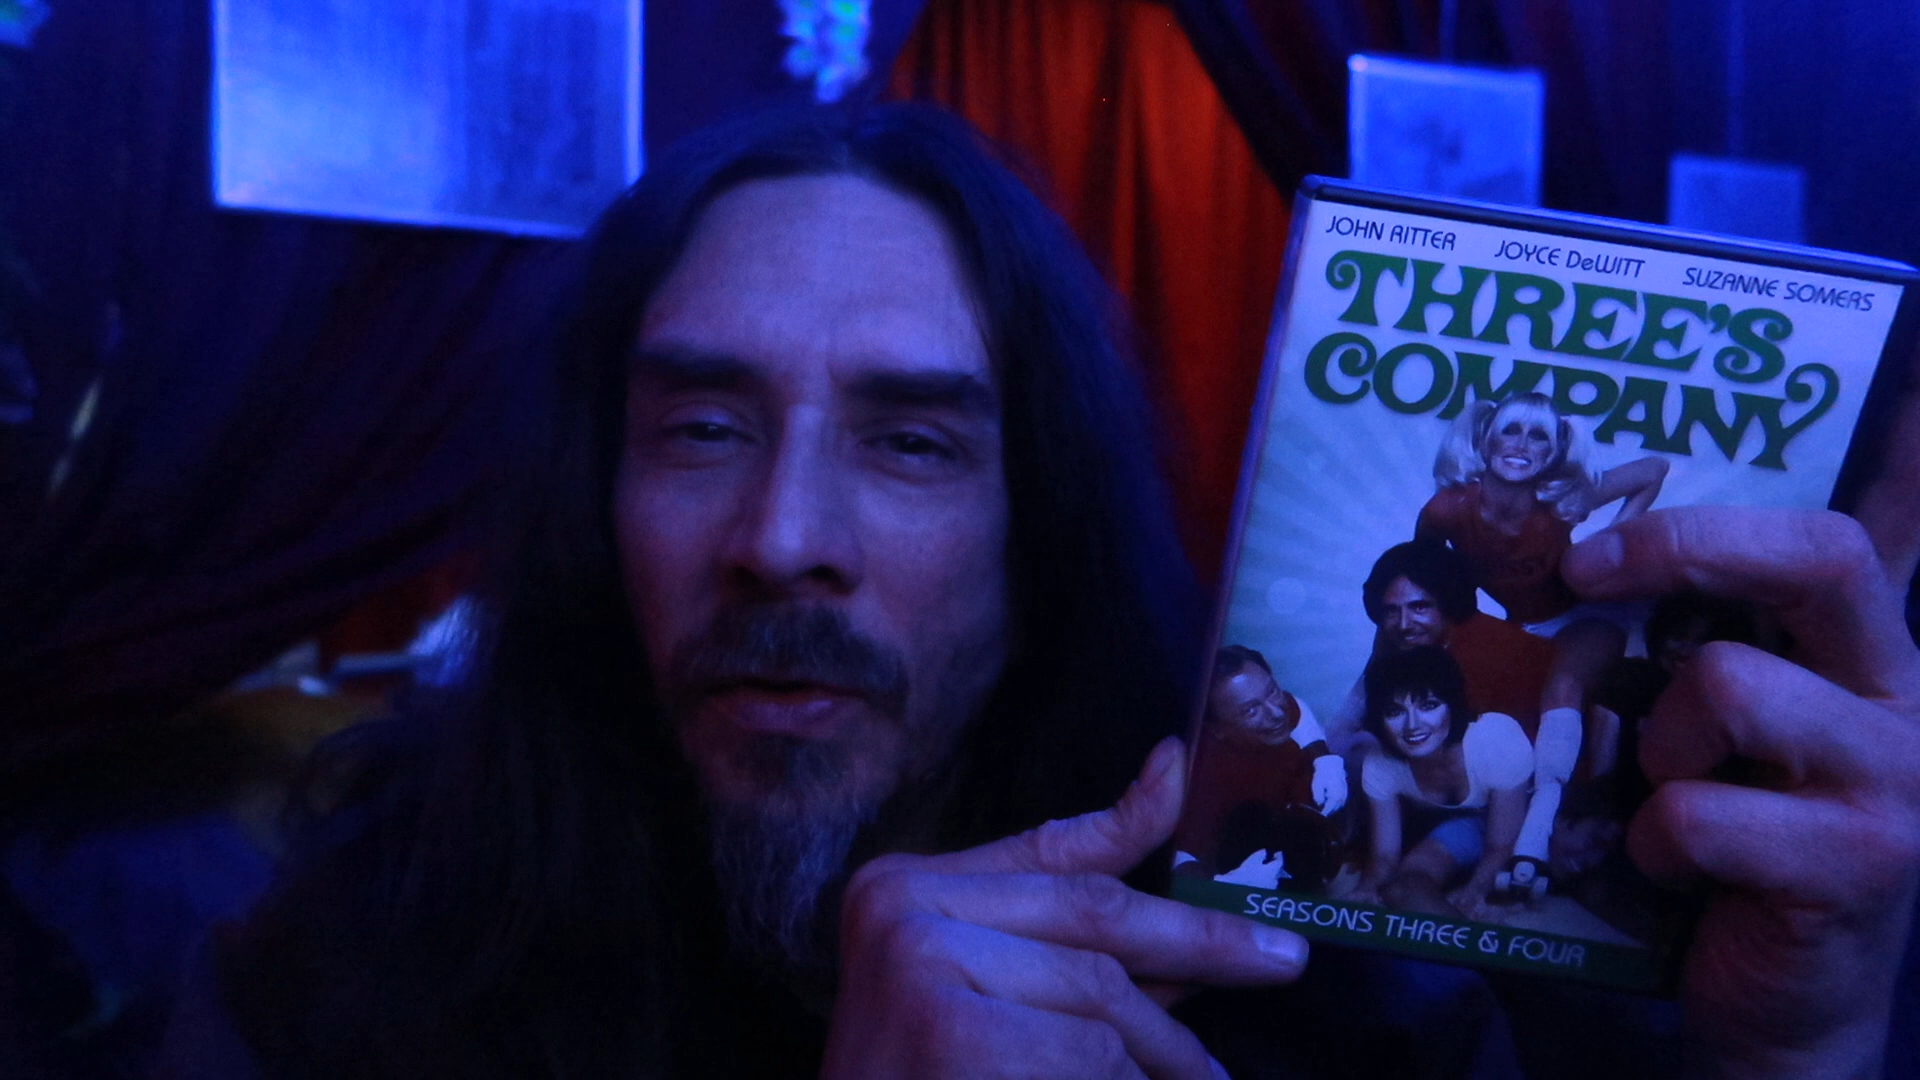 JOHN RITTER JOYCE DeWITT SUZANNE SOMERS
THREE'S
COMPANY
SEASONS THREE & FOUR